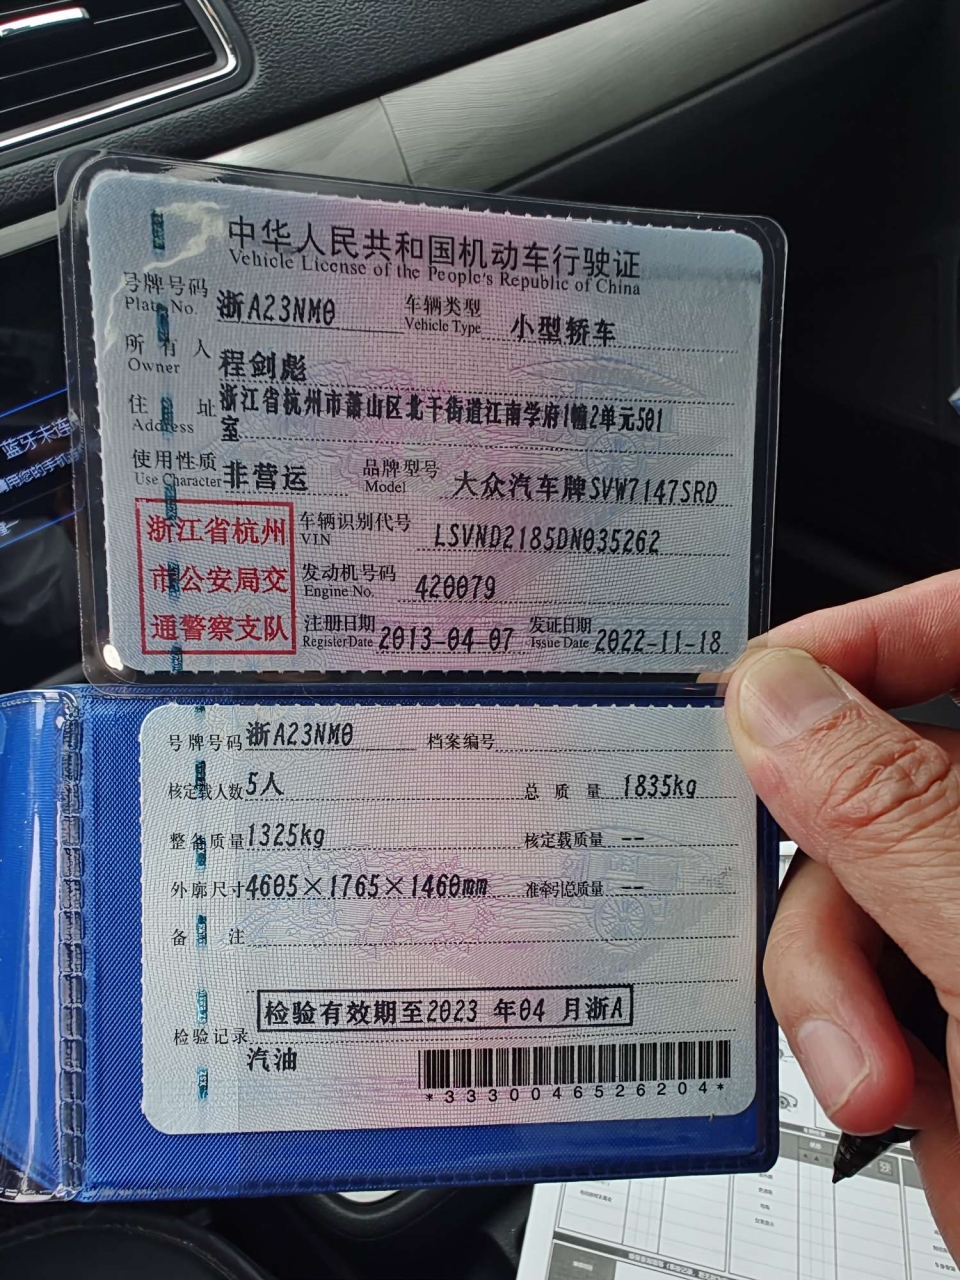 中华人民共和国机动车行驶证
Vehicle License of the People's Republic of China
号牌号码 浙A23NM0 车辆类型 小型轿车
Plate No. Vehicle Type
所有人 程剑彪
Owner
住址 浙江省杭州市萧山区北干街道江南学府1幢2单元501
Address 室
使用性质 非营运 品牌型号 大众汽车牌SVW7147SRD
Use Character Model
浙江省杭州
市公安局交
通警察支队
车辆识别代号 LSVND2185DN035262
VIN
发动机号码 420079
Engine No.
注册日期 2013-04-07 发证日期 2022-11-18
Register Date Issue Date
号牌号码 浙A23NM0 档案编号
核定载人数 5人 总质量 1835kg
整备质量 1325kg 核定载质量 --
外廓尺寸 4605×1765×1460mm 准牵引总质量 --
备注
检验有效期至2023 年04 月浙A
检验记录
汽油
*3330046526204*
蓝牙未连